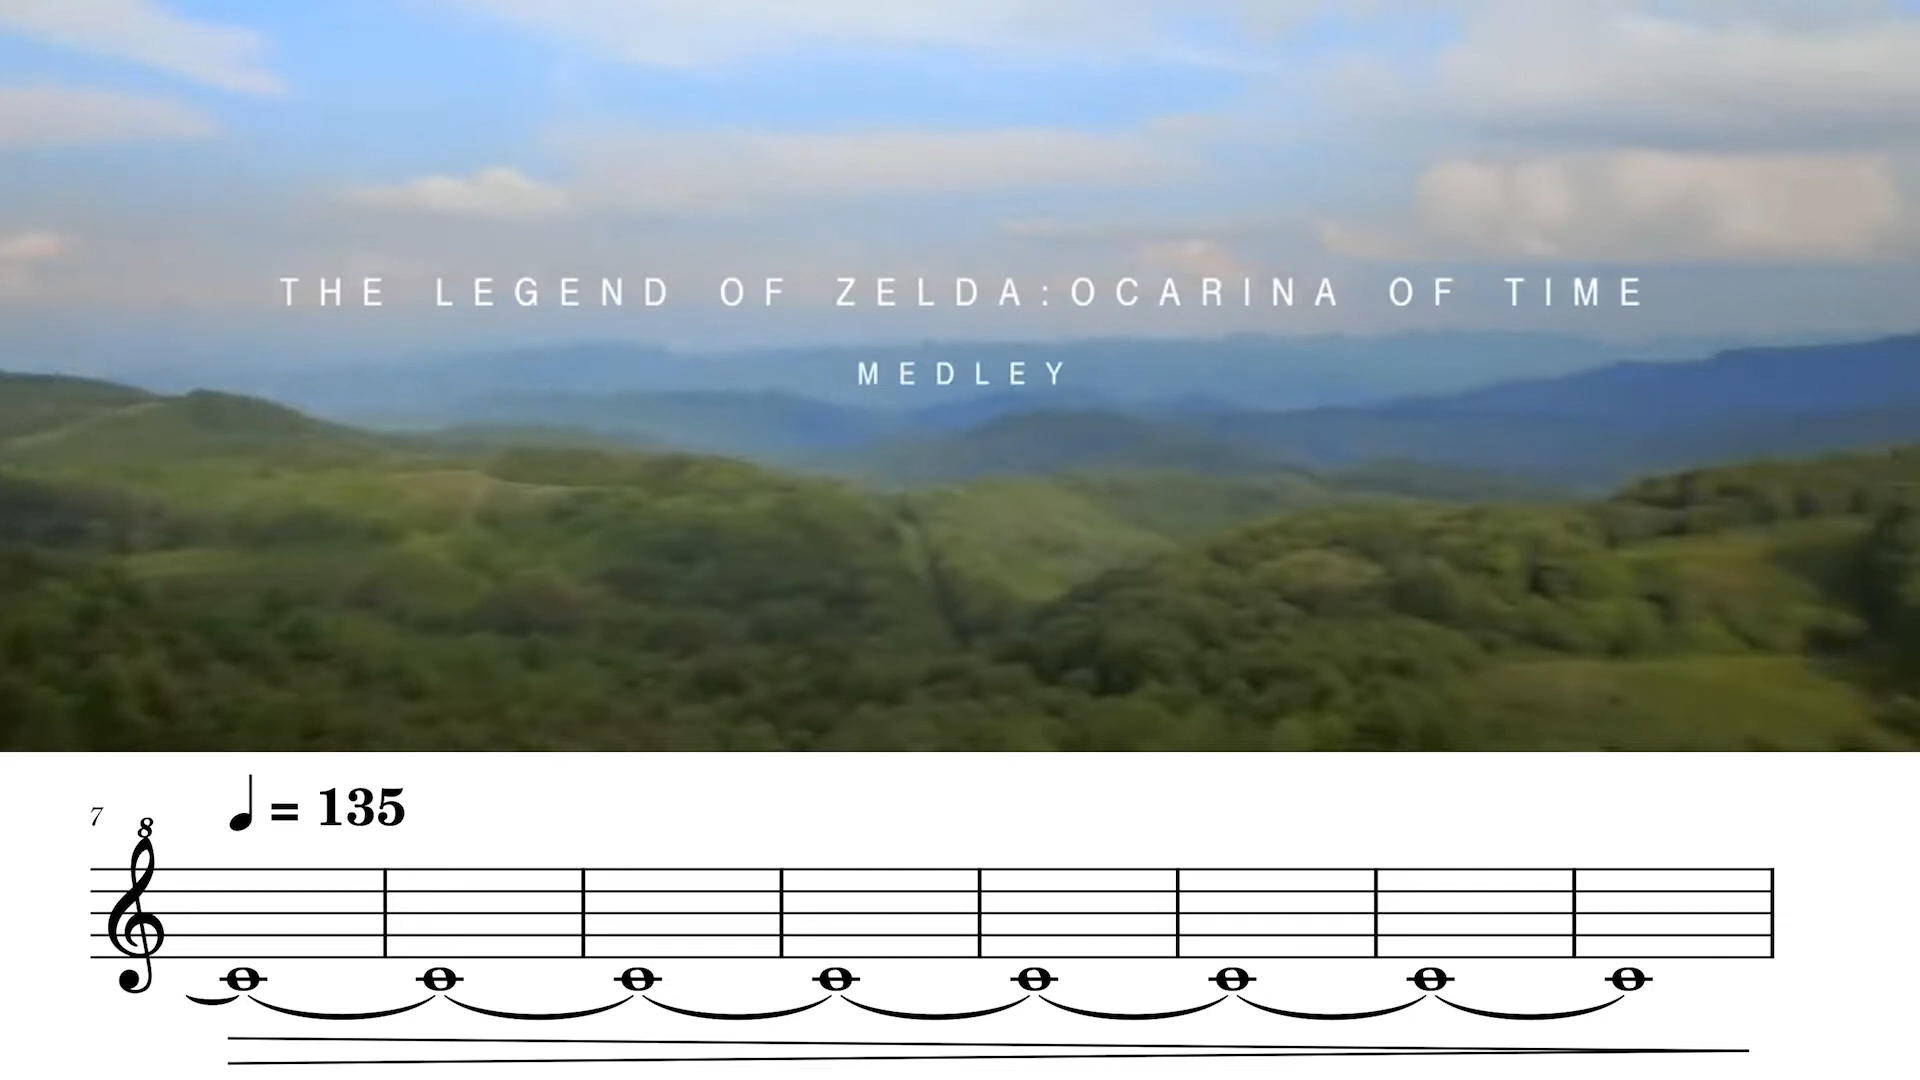 THE LEGEND OF ZELDA:OCARINA OF TIME
MEDLEY
7
8
= 135